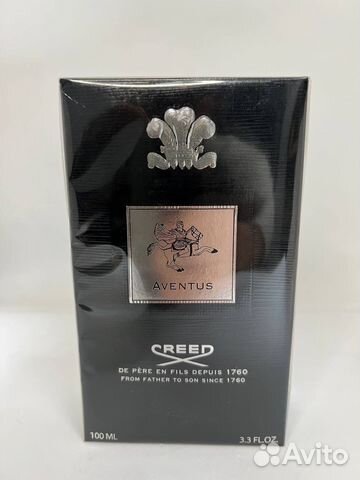 AVENTUS
CREED
DE PÈRE EN FILS DEPUIS 1760
FROM FATHER TO SON SINCE 1760
100 ML 3.3 FL.OZ.
Avito